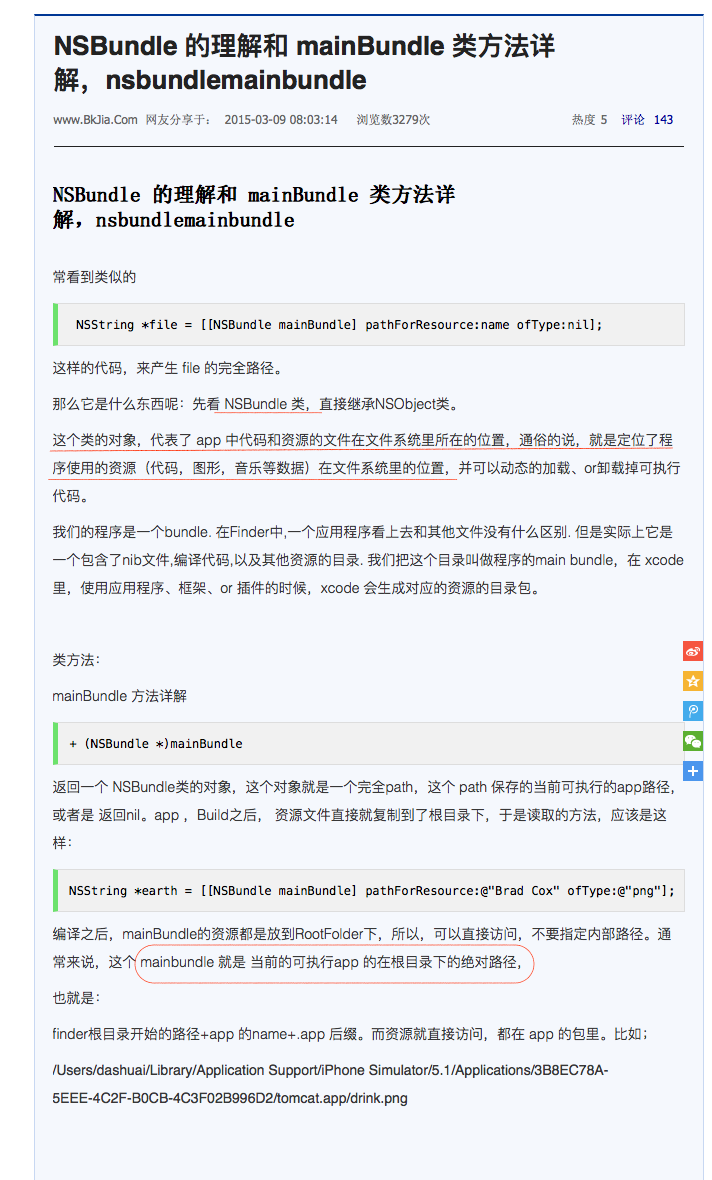 NSBundle 的理解和 mainBundle 类方法详
解，nsbundlemainbundle
www.BkJia.Com 网友分享于： 2015-03-09 08:03:14 浏览数3279次 热度 5 评论 143
NSBundle 的理解和 mainBundle 类方法详
解，nsbundlemainbundle
常看到类似的
NSString *file = [[NSBundle mainBundle] pathForResource:name ofType:nil];
这样的代码，来产生 file 的完全路径。
那么它是什么东西呢：先看 NSBundle 类，直接继承NSObject类。
这个类的对象，代表了 app 中代码和资源的文件在文件系统里所在的位置，通俗的说，就是定位了程
序使用的资源（代码，图形，音乐等数据）在文件系统里的位置，并可以动态的加载、or卸载掉可执行
代码。
我们的程序是一个bundle. 在Finder中,一个应用程序看上去和其他文件没有什么区别. 但是实际上它是
一个包含了nib文件,编译代码,以及其他资源的目录. 我们把这个目录叫做程序的main bundle，在 xcode
里，使用应用程序、框架、or 插件的时候，xcode 会生成对应的资源的目录包。
类方法：
mainBundle 方法详解
+ (NSBundle *)mainBundle
返回一个 NSBundle类的对象，这个对象就是一个完全path，这个 path 保存的当前可执行的app路径，
或者是 返回nil。app ，Build之后， 资源文件直接就复制到了根目录下，于是读取的方法，应该是这
样：
NSString *earth = [[NSBundle mainBundle] pathForResource:@"Brad Cox" ofType:@"png"];
编译之后，mainBundle的资源都是放到RootFolder下，所以，可以直接访问，不要指定内部路径。通
常来说，这个 mainbundle 就是 当前的可执行app 的在根目录下的绝对路径，
也就是：
finder根目录开始的路径+app 的name+.app 后缀。而资源就直接访问，都在 app 的包里。比如；
/Users/dashuai/Library/Application Support/iPhone Simulator/5.1/Applications/3B8EC78A-
5EEE-4C2F-B0CB-4C3F02B996D2/tomcat.app/drink.png